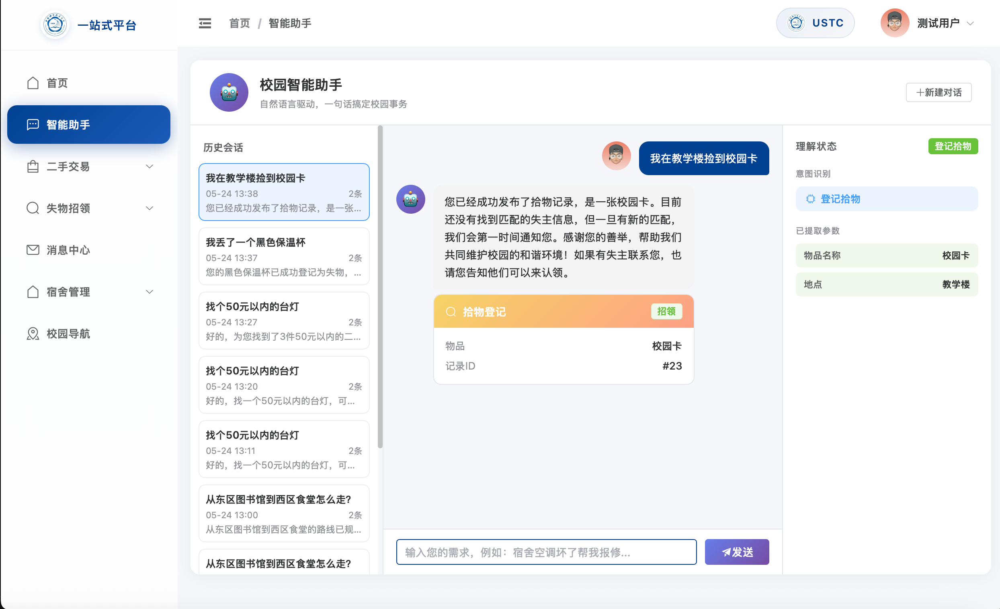 一站式平台
首页 / 智能助手
USTC
测试用户
首页
智能助手
二手交易
失物招领
消息中心
宿舍管理
校园导航
校园智能助手
自然语言驱动，一句话搞定校园事务
新建对话
历史会话
我在教学楼捡到校园卡
05-24 13:38 2条
您已经成功发布了拾物记录，是一张...
我丢了一个黑色保温杯
05-24 13:37 2条
您的黑色保温杯已成功登记为失物，...
找个50元以内的台灯
05-24 13:27 2条
好的，为您找到了3件50元以内的二...
找个50元以内的台灯
05-24 13:20 2条
好的，找一个50元以内的台灯，可...
找个50元以内的台灯
05-24 13:11 2条
好的，找一个50元以内的台灯，可...
从东区图书馆到西区食堂怎么走?
05-24 13:00 2条
从东区图书馆到西区食堂的路线已规...
从东区图书馆到西区食堂怎么走?
我在教学楼捡到校园卡
您已经成功发布了拾物记录，是一张校园卡。目前
还没有找到匹配的失主信息，但一旦有新的匹配，
我们会第一时间通知您。感谢您的善举，帮助我们
共同维护校园的和谐环境！如果有失主联系您，也
请您告知他们可以来认领。
拾物登记 招领
物品 校园卡
记录ID #23
输入您的需求，例如：宿舍空调坏了帮我报修...
发送
理解状态 登记拾物
意图识别
登记拾物
已提取参数
物品名称 校园卡
地点 教学楼